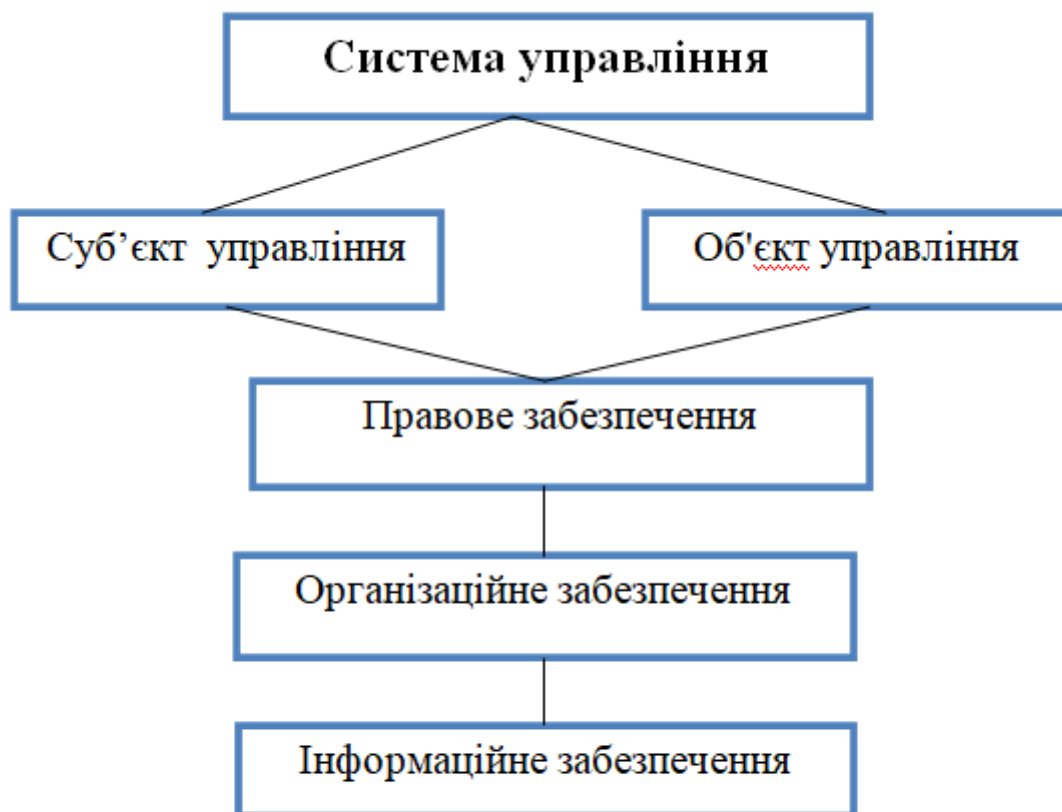 Система управління
Суб’єкт управління
Об'єкт управління
Правове забезпечення
Організаційне забезпечення
Інформаційне забезпечення